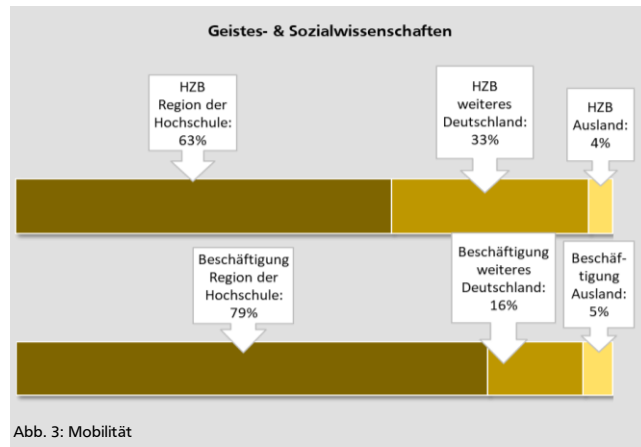 Geistes- & Sozialwissenschaften
HZB
Region der
Hochschule:
63%
HZB
weiteres
Deutschland:
33%
HZB
Ausland:
4%
Beschäftigung
Region der
Hochschule:
79%
Beschäftigung
weiteres
Deutschland:
16%
Beschäf-
tigung
Ausland:
5%
Abb. 3: Mobilität